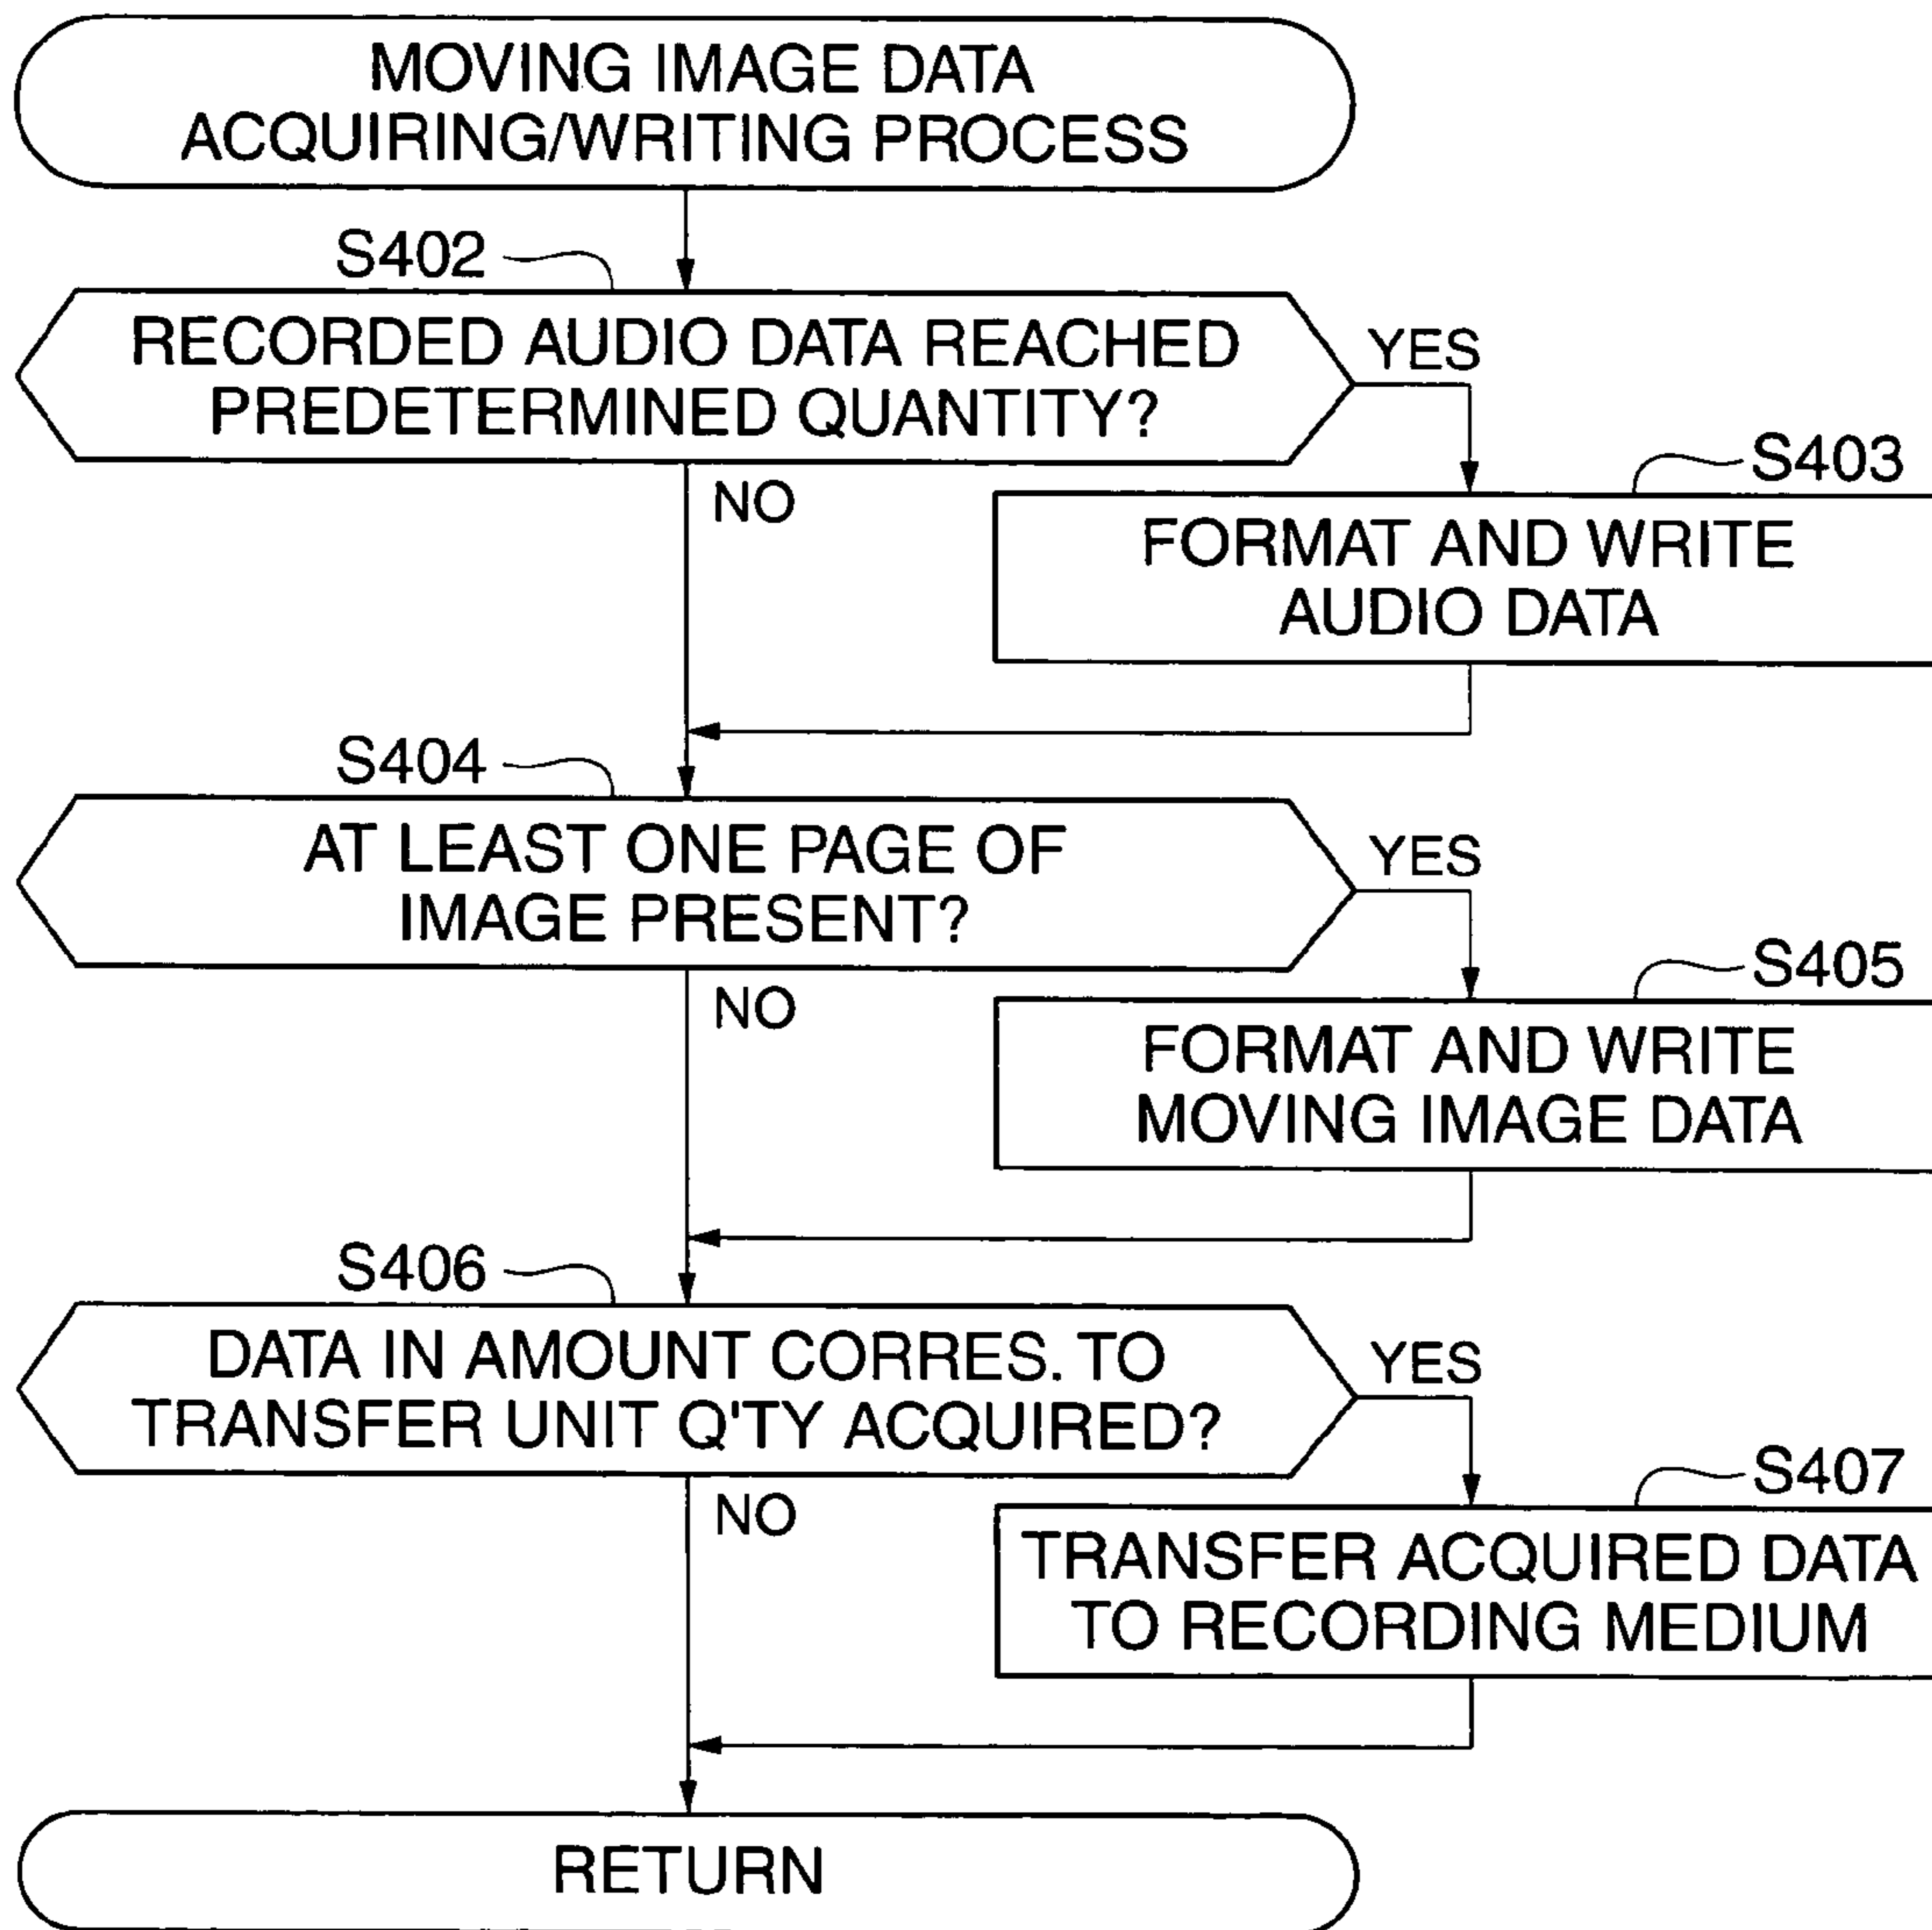 MOVING IMAGE DATA
ACQUIRING/WRITING PROCESS
S402
RECORDED AUDIO DATA REACHED
PREDETERMINED QUANTITY?
YES
NO
S403
FORMAT AND WRITE
AUDIO DATA
S404
AT LEAST ONE PAGE OF
IMAGE PRESENT?
YES
NO
S405
FORMAT AND WRITE
MOVING IMAGE DATA
S406
DATA IN AMOUNT CORRES. TO
TRANSFER UNIT Q'TY ACQUIRED?
YES
NO
S407
TRANSFER ACQUIRED DATA
TO RECORDING MEDIUM
RETURN